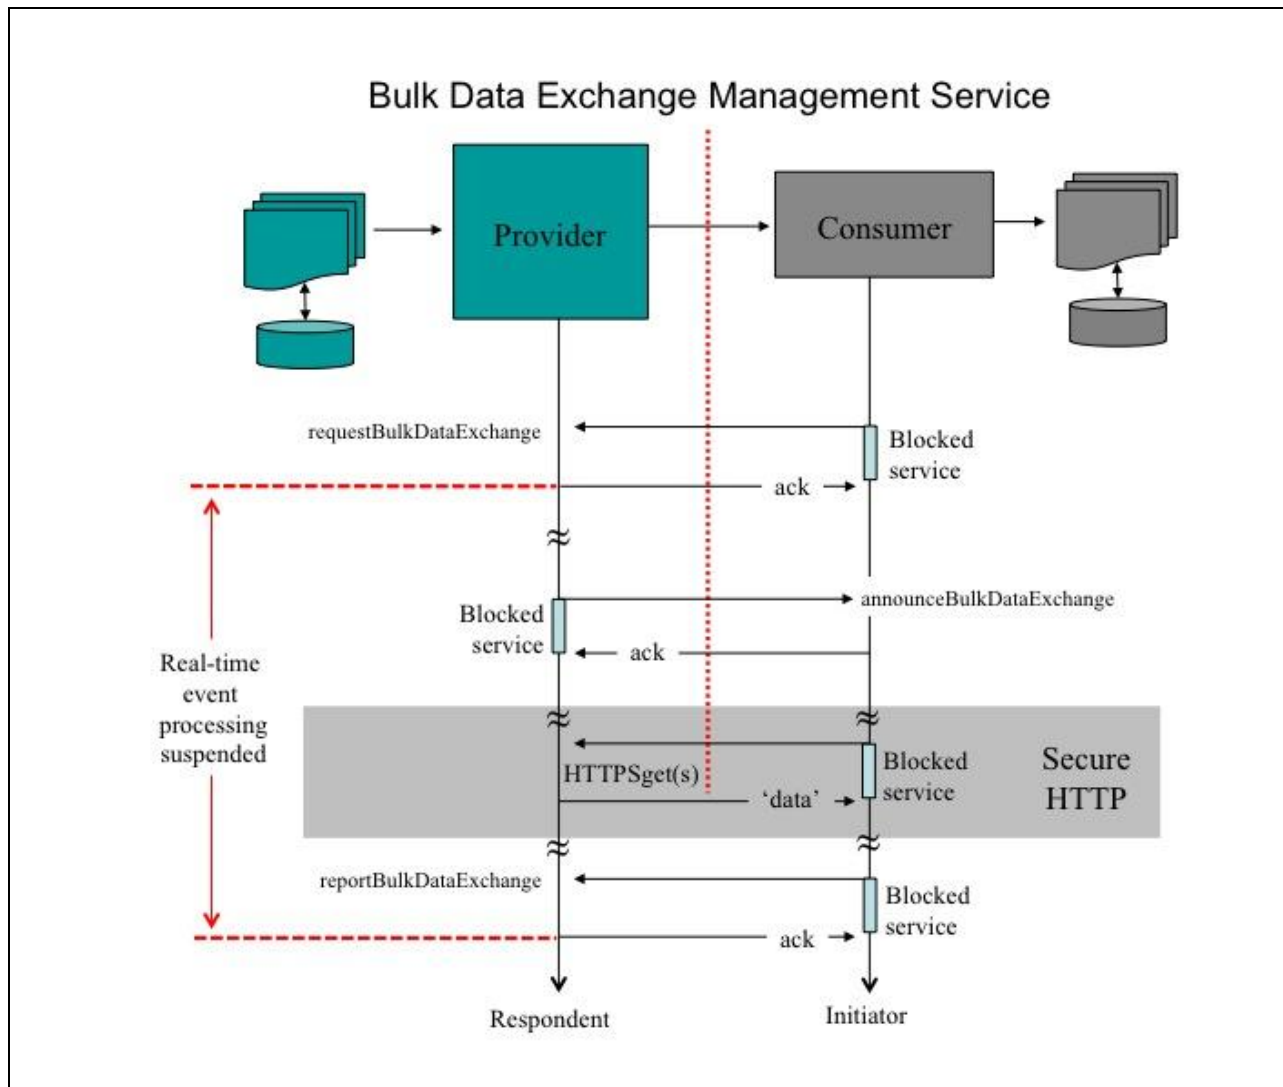 Bulk Data Exchange Management Service
Provider
Consumer
requestBulkDataExchange
Blocked
service
ack
announceBulkDataExchange
Blocked
service
ack
Real-time
event
processing
suspended
HTTPSget(s)
'data'
Blocked
service
Secure
HTTP
reportBulkDataExchange
Blocked
service
ack
Respondent
Initiator